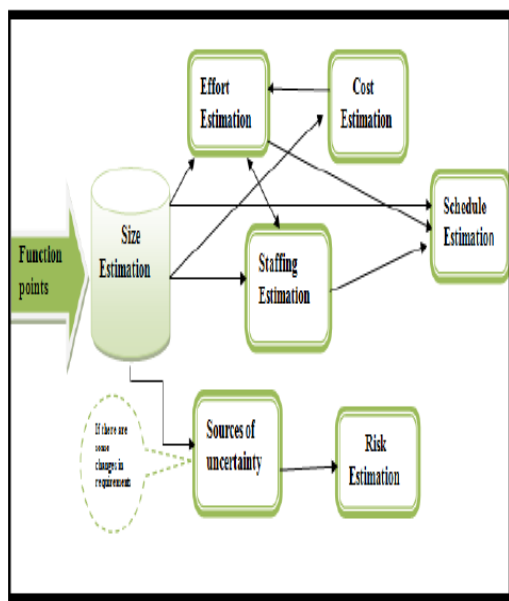 Effort
Estimation
Cost
Estimation
Schedule
Estimation
Size
Estimation
Function
points
Staffing
Estimation
If there are
some
changes in
requirement
Sources of
uncertainty
Risk
Estimation